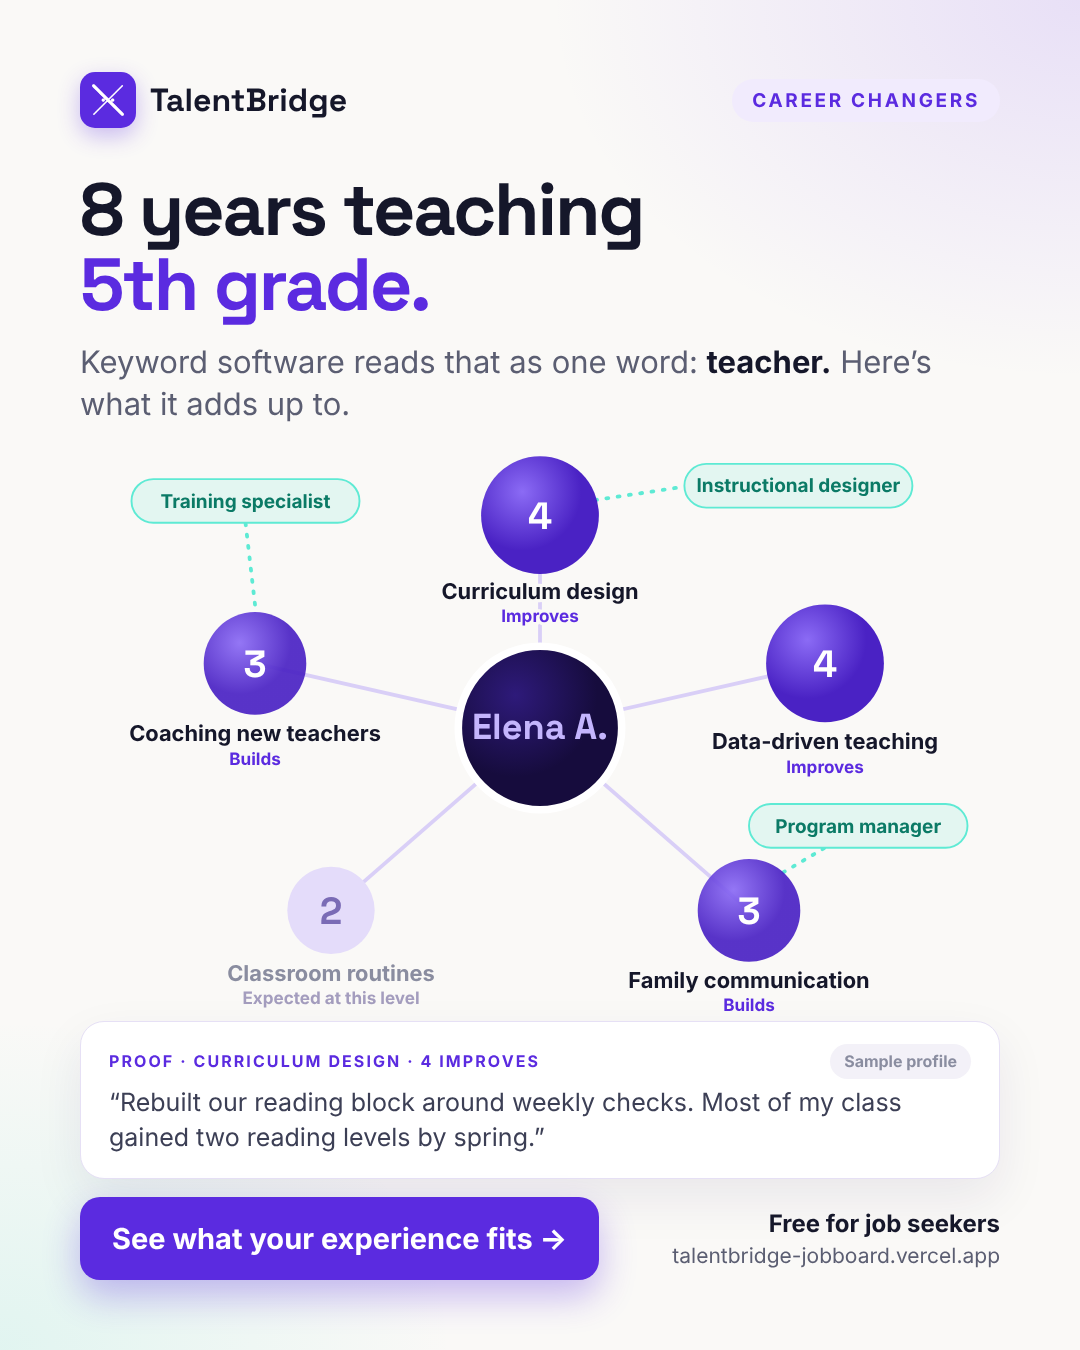 TalentBridge
CAREER CHANGERS
8 years teaching
5th grade.
Keyword software reads that as one word: teacher. Here’s
what it adds up to.
Training specialist
4
Instructional designer
Curriculum design
Improves
3
Coaching new teachers
Builds
Elena A.
4
Data-driven teaching
Improves
Program manager
2
Classroom routines
Expected at this level
3
Family communication
Builds
PROOF · CURRICULUM DESIGN · 4 IMPROVES
Sample profile
“Rebuilt our reading block around weekly checks. Most of my class
gained two reading levels by spring.”
See what your experience fits →
Free for job seekers
talentbridge-jobboard.vercel.app